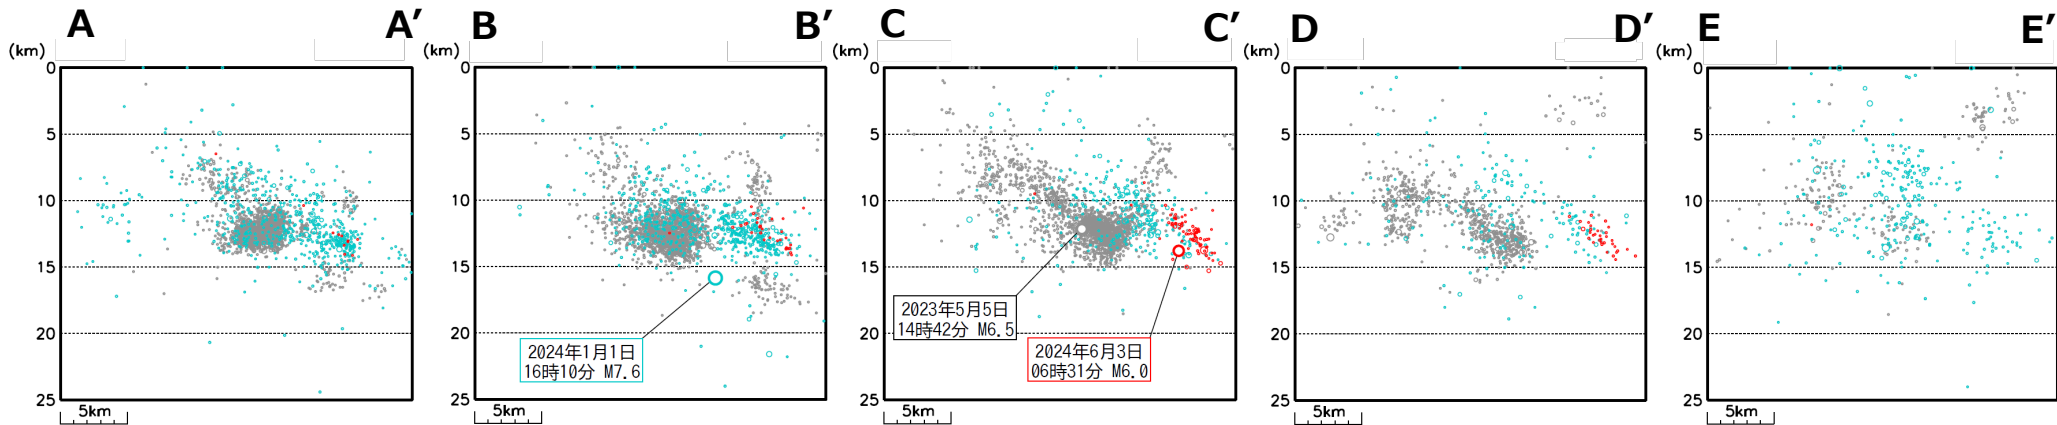 A A′ B B′ C C′ D D′ E E′
(km) (km) (km) (km) (km)
0 0 0 0 0
5 5 5 5 5
10 10 10 10 10
15 15 15 15 15
2023年5月5日
14時42分 M6.5
20 20 20 20 20
2024年1月1日
16時10分 M7.6
2024年6月3日
06時31分 M6.0
25 25 25 25 25
5km 5km 5km 5km 5km